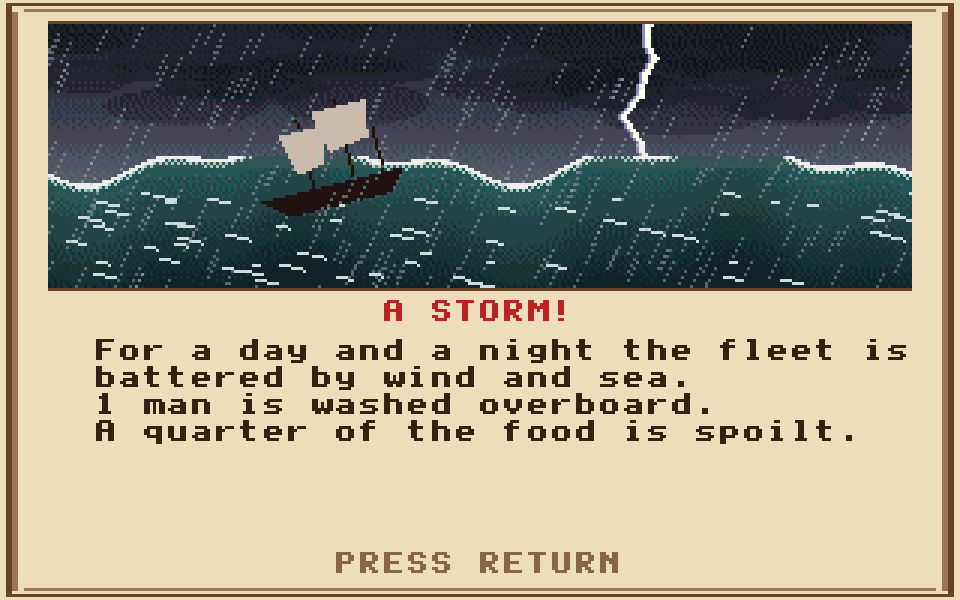 A STORM!
For a day and a night the fleet is
battered by wind and sea.
1 man is washed overboard.
A quarter of the food is spoilt.
PRESS RETURN